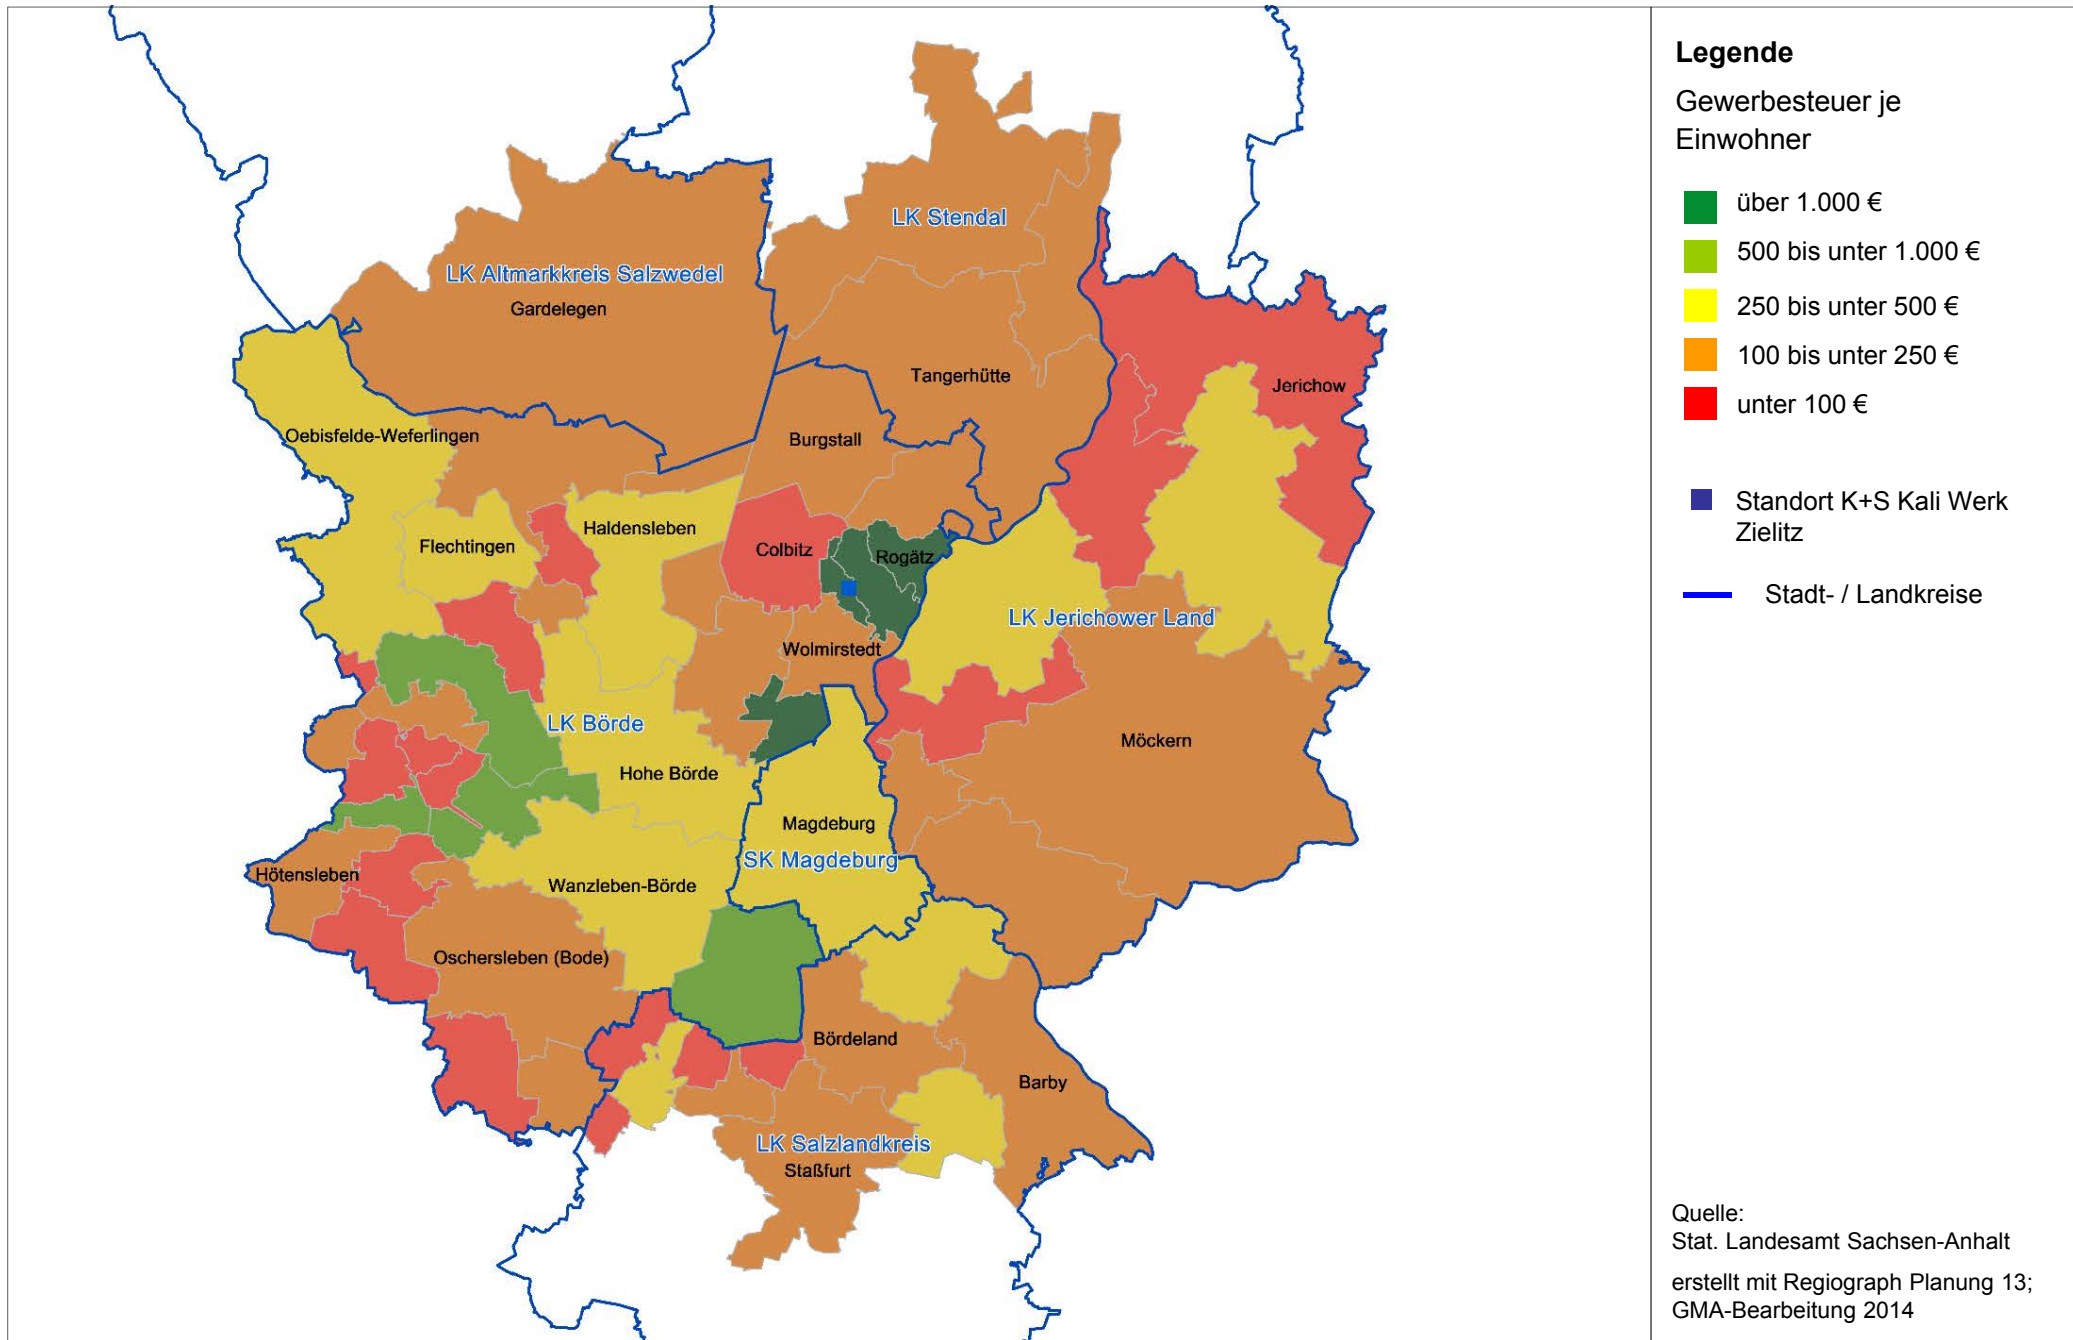 LK Stendal
LK Altmarkkreis Salzwedel
Gardelegen
Tangerhütte
Jerichow
Oebisfelde-Weferlingen
Burgstall
Haldensleben
Flechtingen
Colbitz
Rogätz
LK Jerichower Land
Wolmirstedt
LK Börde
Möckern
Hohe Börde
Magdeburg
SK Magdeburg
Hötensleben
Wanzleben-Börde
Oschersleben (Bode)
Bördeland
Barby
LK Salzlandkreis
Staßfurt
Legende
Gewerbesteuer je
Einwohner
über 1.000 €
500 bis unter 1.000 €
250 bis unter 500 €
100 bis unter 250 €
unter 100 €
Standort K+S Kali Werk
Zielitz
Stadt- / Landkreise
Quelle:
Stat. Landesamt Sachsen-Anhalt
erstellt mit Regiograph Planung 13;
GMA-Bearbeitung 2014